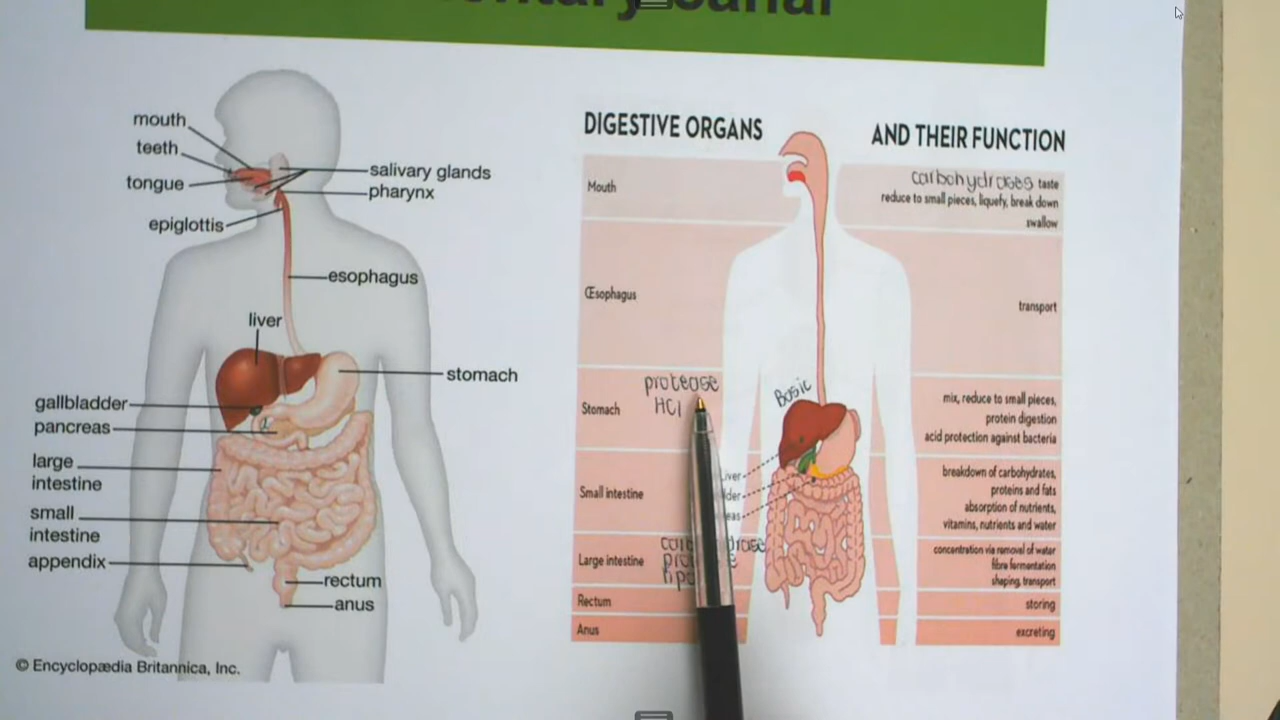 mouth
teeth
tongue
salivary glands
pharynx
epiglottis
esophagus
liver
stomach
gallbladder
pancreas
large
intestine
small
intestine
appendix
rectum
anus
© Encyclopædia Britannica, Inc.
DIGESTIVE ORGANS
AND THEIR FUNCTION
Mouth
carbohydrases taste
reduce to small pieces, liquefy, break down
swallow
Œsophagus
transport
protease
Stomach
HCl
Basic
mix, reduce to small pieces,
protein digestion
acid protection against bacteria
Small intestine
breakdown of carbohydrates,
proteins and fats
absorption of nutrients,
vitamins, nutrients and water
Large intestine
concentration via removal of water
fibre fermentation
shaping, transport
Rectum
storing
Anus
excreting